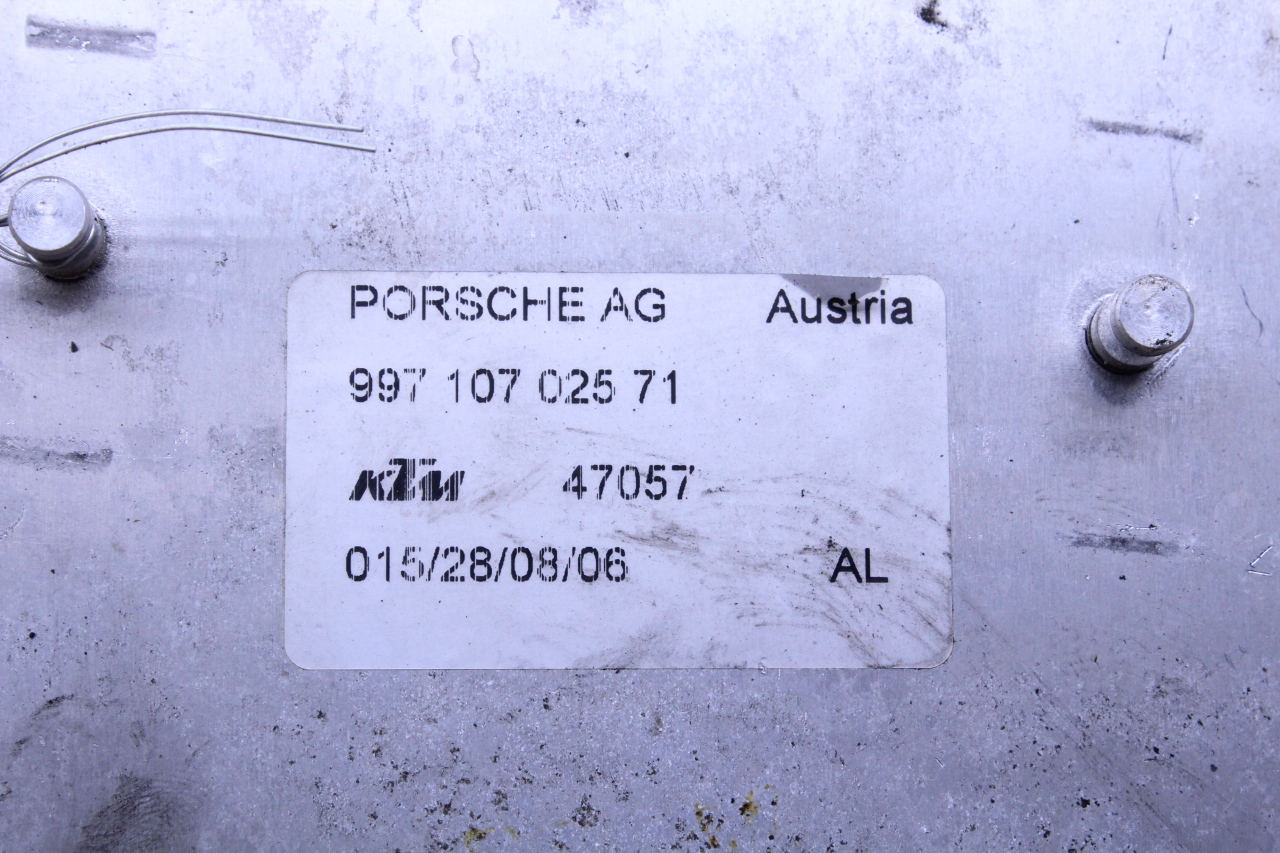 PORSCHE AG Austria
997 107 025 71
KTM 47057
015/28/08/06 AL